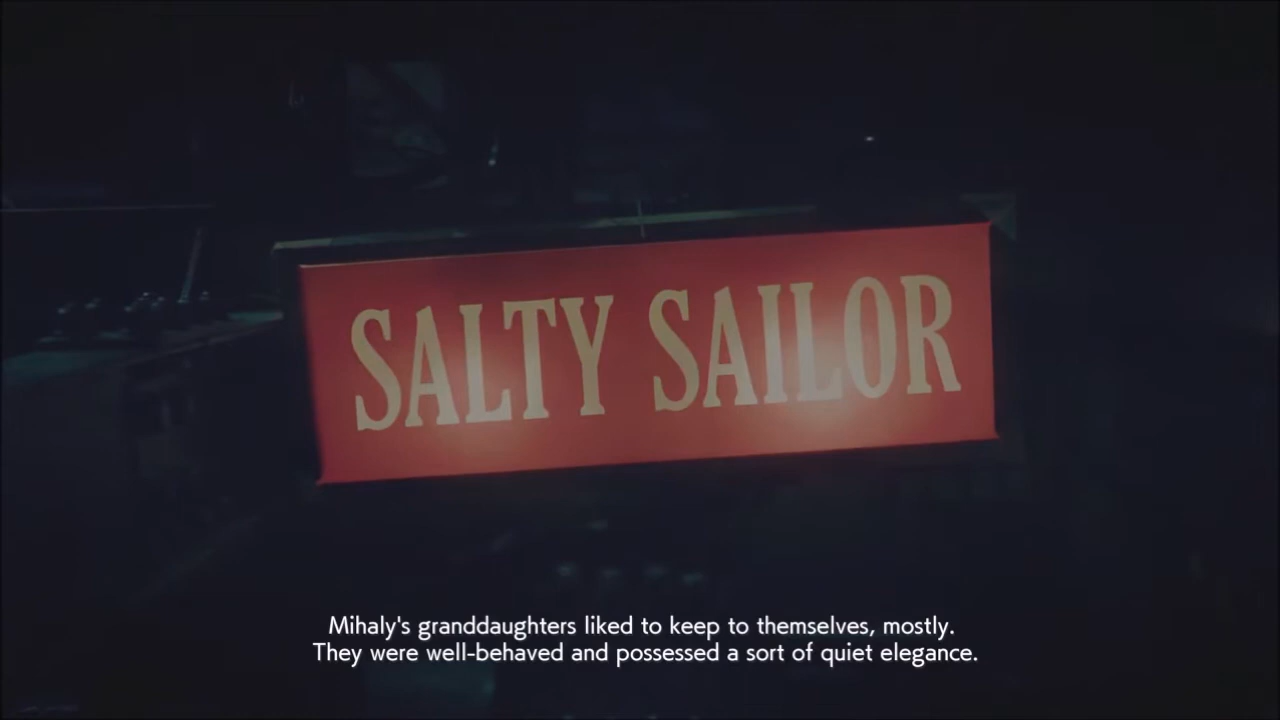 SALTY SAILOR
Mihaly's granddaughters liked to keep to themselves, mostly.
They were well-behaved and possessed a sort of quiet elegance.